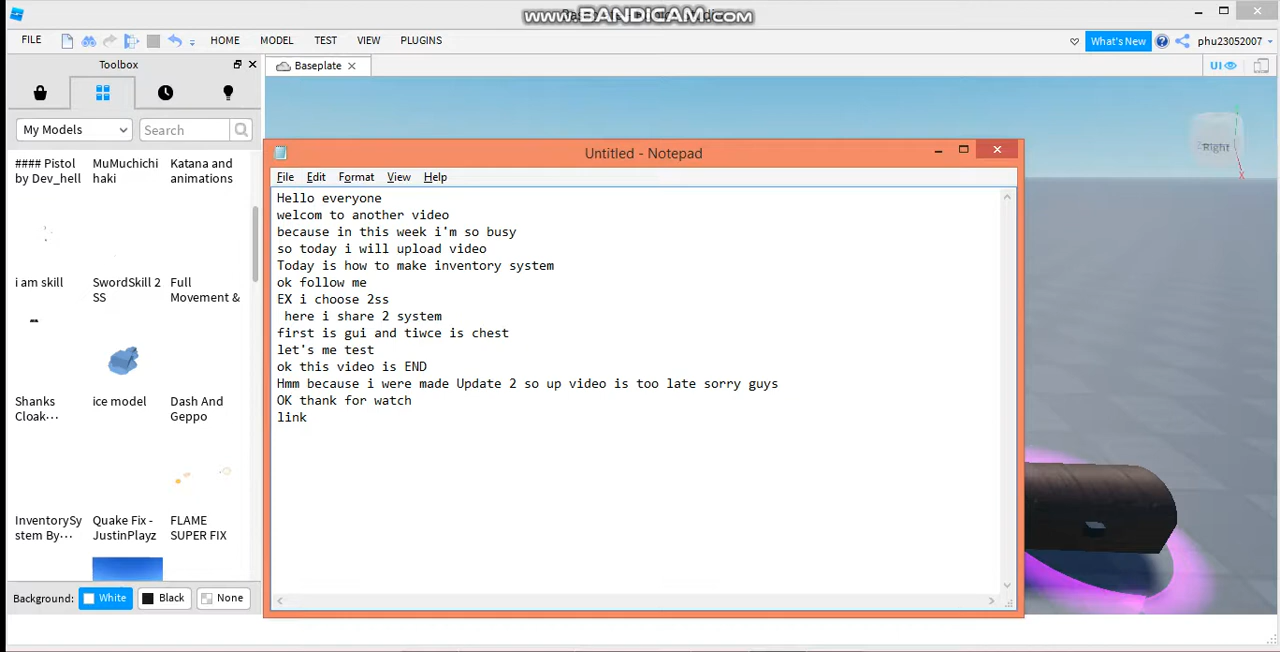 www.BANDICAM.com
FILE
HOME
MODEL
TEST
VIEW
PLUGINS
What's New
phu23052007
Toolbox
Baseplate
UI
My Models
Search
#### Pistol by Dev_hell
MuMuchichi haki
Katana and animations
i am skill
SwordSkill 2 SS
Full Movement &
Shanks Cloak···
ice model
Dash And Geppo
InventorySy stem By···
Quake Fix - JustinPlayz
FLAME SUPER FIX
Background:
White
Black
None
Right
Untitled - Notepad
File Edit Format View Help
Hello everyone
welcom to another video
because in this week i'm so busy
so today i will upload video
Today is how to make inventory system
ok follow me
EX i choose 2ss
here i share 2 system
first is gui and tiwce is chest
let's me test
ok this video is END
Hmm because i were made Update 2 so up video is too late sorry guys
OK thank for watch
link